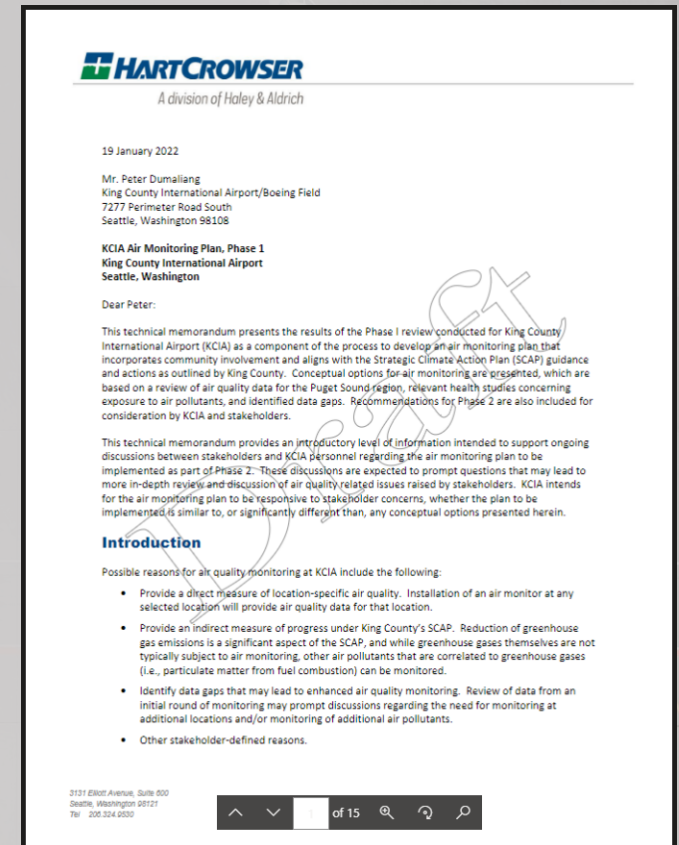 HARTCROWSER
A division of Haley & Aldrich
19 January 2022
Mr. Peter Dumaliang
King County International Airport/Boeing Field
7277 Perimeter Road South
Seattle, Washington 98108
KCIA Air Monitoring Plan, Phase 1
King County International Airport
Seattle, Washington
Dear Peter:
This technical memorandum presents the results of the Phase I review conducted for King County
International Airport (KCIA) as a component of the process to develop an air monitoring plan that
incorporates community involvement and aligns with the Strategic Climate Action Plan (SCAP) guidance
and actions as outlined by King County. Conceptual options for air monitoring are presented, which are
based on a review of air quality data for the Puget Sound region, relevant health studies concerning
exposure to air pollutants, and identified data gaps. Recommendations for Phase 2 are also included for
consideration by KCIA and stakeholders.
This technical memorandum provides an introductory level of information intended to support ongoing
discussions between stakeholders and KCIA personnel regarding the air monitoring plan to be
implemented as part of Phase 2. These discussions are expected to prompt questions that may lead to
more in-depth review and discussion of air quality related issues raised by stakeholders. KCIA intends
for the air monitoring plan to be responsive to stakeholder concerns, whether the plan to be
implemented is similar to, or significantly different than, any conceptual options presented herein.
Draft
Introduction
Possible reasons for air quality monitoring at KCIA include the following:
• Provide a direct measure of location-specific air quality. Installation of an air monitor at any
selected location will provide air quality data for that location.
• Provide an indirect measure of progress under King County's SCAP. Reduction of greenhouse
gas emissions is a significant aspect of the SCAP, and while greenhouse gases themselves are not
typically subject to air monitoring, other air pollutants that are correlated to greenhouse gases
(i.e., particulate matter from fuel combustion) can be monitored.
• Identify data gaps that may lead to enhanced air quality monitoring. Review of data from an
initial round of monitoring may prompt discussions regarding the need for monitoring at
additional locations and/or monitoring of additional air pollutants.
• Other stakeholder-defined reasons.
3131 Elliott Avenue, Suite 600
Seattle, Washington 98121
Tel 206.324.9530
1 of 15